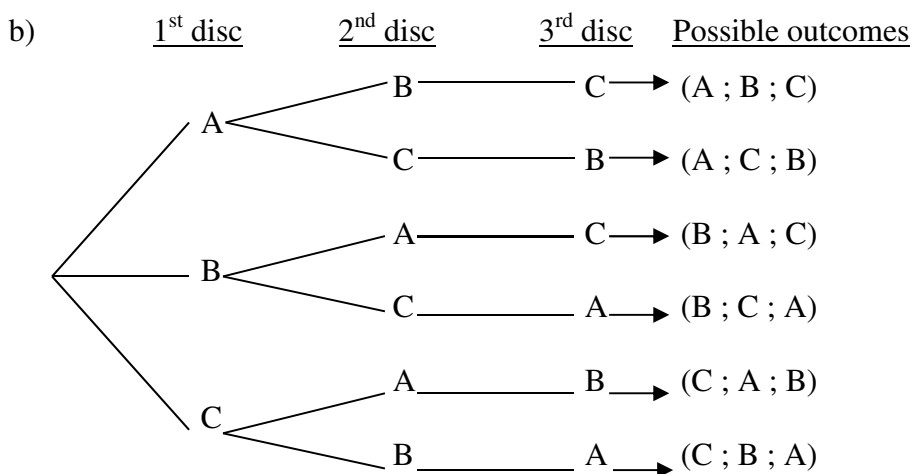 b) 1st disc 2nd disc 3rd disc Possible outcomes
B C (A ; B ; C)
A
C B (A ; C ; B)
A C (B ; A ; C)
B
C A (B ; C ; A)
A B (C ; A ; B)
C
B A (C ; B ; A)